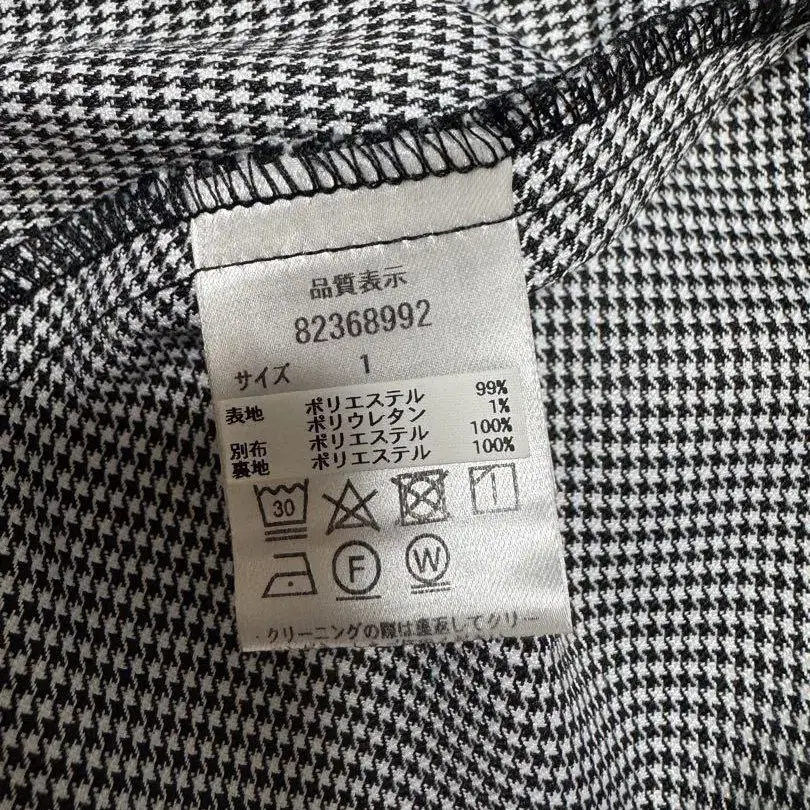 品質表示
82368992
サイズ 1
表地 ポリエステル 99%
ポリウレタン 1%
別布 ポリエステル 100%
裏地 ポリエステル 100%
30
F W
・クリーニングの際は裏返してクリー